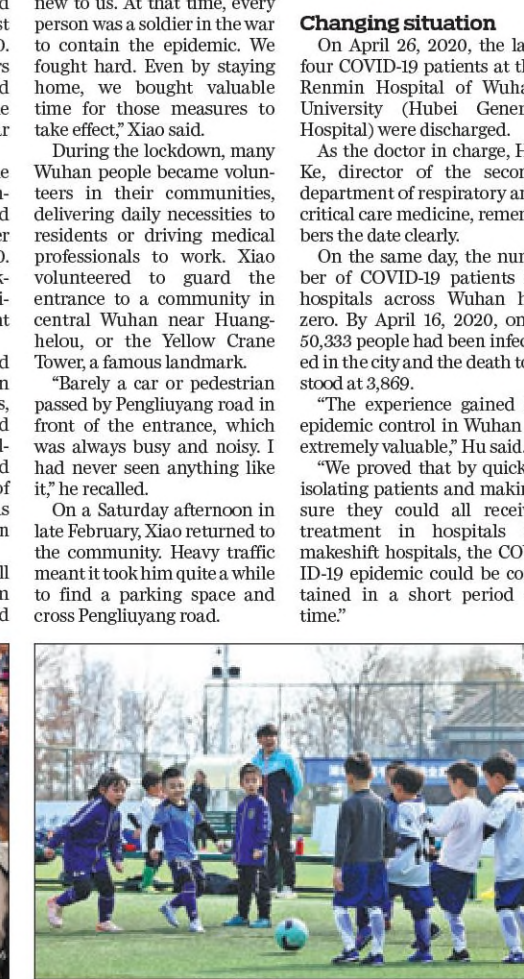 new to us. At that time, every
person was a soldier in the war
to contain the epidemic. We
fought hard. Even by staying
home, we bought valuable
time for those measures to
take effect,” Xiao said.
During the lockdown, many
Wuhan people became volun-
teers in their communities,
delivering daily necessities to
residents or driving medical
professionals to work. Xiao
volunteered to guard the
entrance to a community in
central Wuhan near Huang-
helou, or the Yellow Crane
Tower, a famous landmark.
“Barely a car or pedestrian
passed by Pengliuyang road in
front of the entrance, which
was always busy and noisy. I
had never seen anything like
it,” he recalled.
On a Saturday afternoon in
late February, Xiao returned to
the community. Heavy traffic
meant it took him quite a while
to find a parking space and
cross Pengliuyang road.
Changing situation
On April 26, 2020, the la
four COVID-19 patients at th
Renmin Hospital of Wuha
University (Hubei Gener
Hospital) were discharged.
As the doctor in charge, H
Ke, director of the secon
department of respiratory an
critical care medicine, remem
bers the date clearly.
On the same day, the num
ber of COVID-19 patients
hospitals across Wuhan h
zero. By April 16, 2020, on
50,333 people had been infec
ed in the city and the death to
stood at 3,869.
“The experience gained
epidemic control in Wuhan
extremely valuable,” Hu said.
“We proved that by quick
isolating patients and makin
sure they could all receiv
treatment in hospitals
makeshift hospitals, the COV
ID-19 epidemic could be co
tained in a short period
time.”